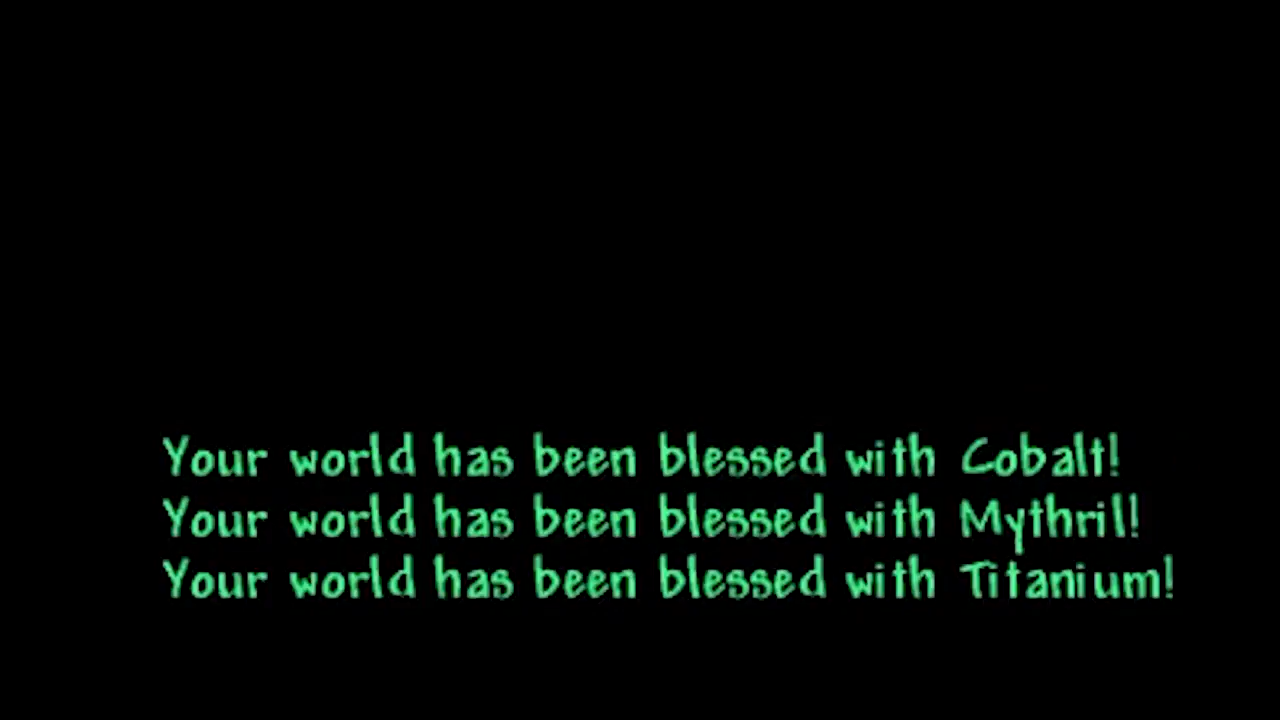 Your world has been blessed with Cobalt!
Your world has been blessed with Mythril!
Your world has been blessed with Titanium!